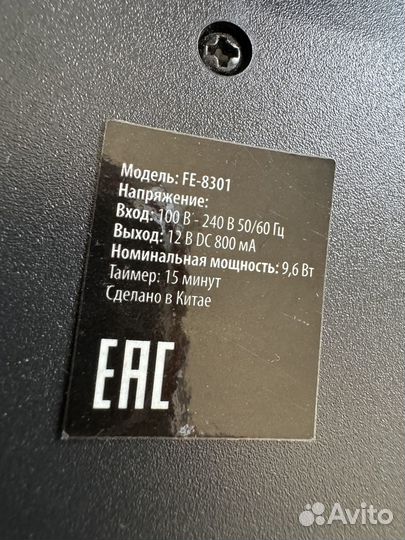 Модель: FE-8301
Напряжение:
Вход: 100 В - 240 В 50/60 Гц
Выход: 12 В DC 800 мА
Номинальная мощность: 9,6 Вт
Таймер: 15 минут
Сделано в Китае
EAC
Avito